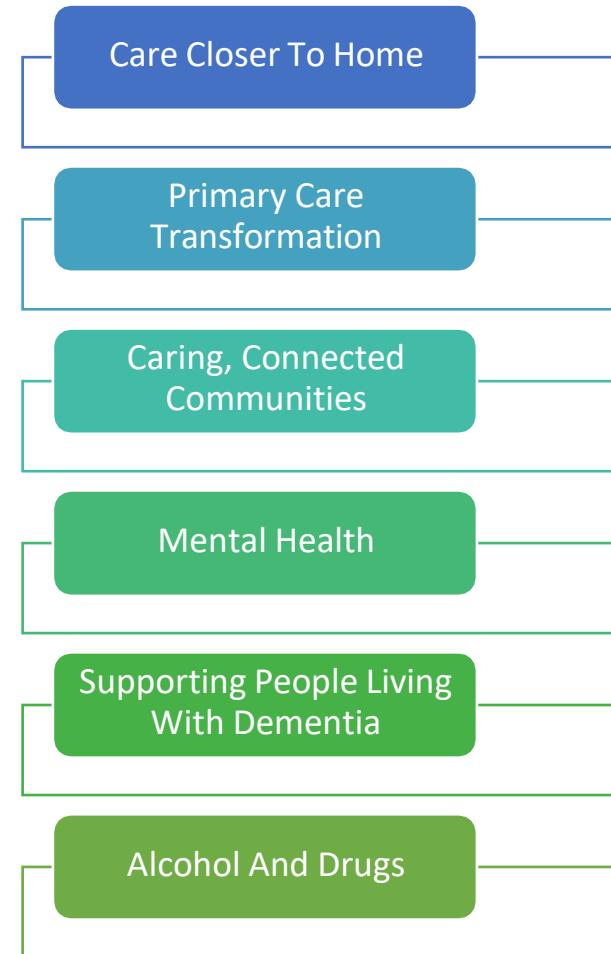 Care Closer To Home
Primary Care
Transformation
Caring, Connected
Communities
Mental Health
Supporting People Living
With Dementia
Alcohol And Drugs